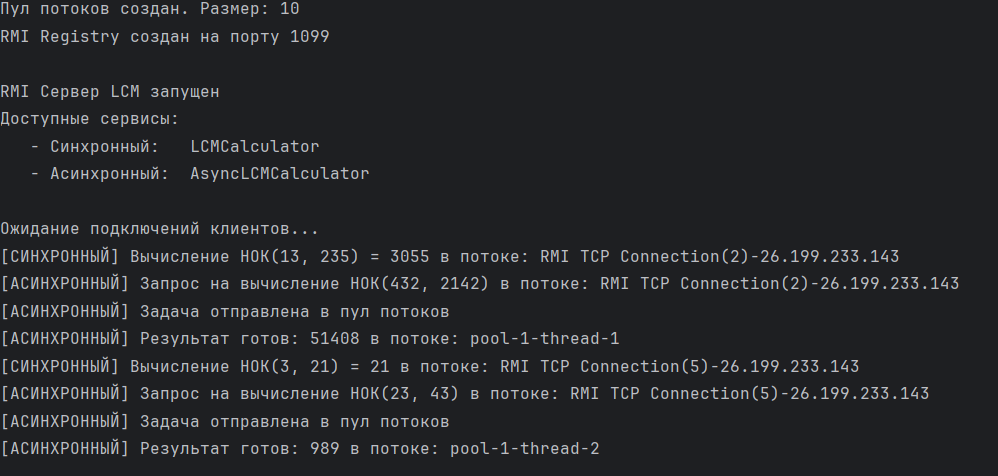 Пул потоков создан. Размер: 10
RMI Registry создан на порту 1099
RMI Сервер LCM запущен
Доступные сервисы:
- Синхронный: LCMCalculator
- Асинхронный: AsyncLCMCalculator
Ожидание подключений клиентов...
[СИНХРОННЫЙ] Вычисление НОК(13, 235) = 3055 в потоке: RMI TCP Connection(2)-26.199.233.143
[АСИНХРОННЫЙ] Запрос на вычисление НОК(432, 2142) в потоке: RMI TCP Connection(2)-26.199.233.143
[АСИНХРОННЫЙ] Задача отправлена в пул потоков
[АСИНХРОННЫЙ] Результат готов: 51408 в потоке: pool-1-thread-1
[СИНХРОННЫЙ] Вычисление НОК(3, 21) = 21 в потоке: RMI TCP Connection(5)-26.199.233.143
[АСИНХРОННЫЙ] Запрос на вычисление НОК(23, 43) в потоке: RMI TCP Connection(5)-26.199.233.143
[АСИНХРОННЫЙ] Задача отправлена в пул потоков
[АСИНХРОННЫЙ] Результат готов: 989 в потоке: pool-1-thread-2